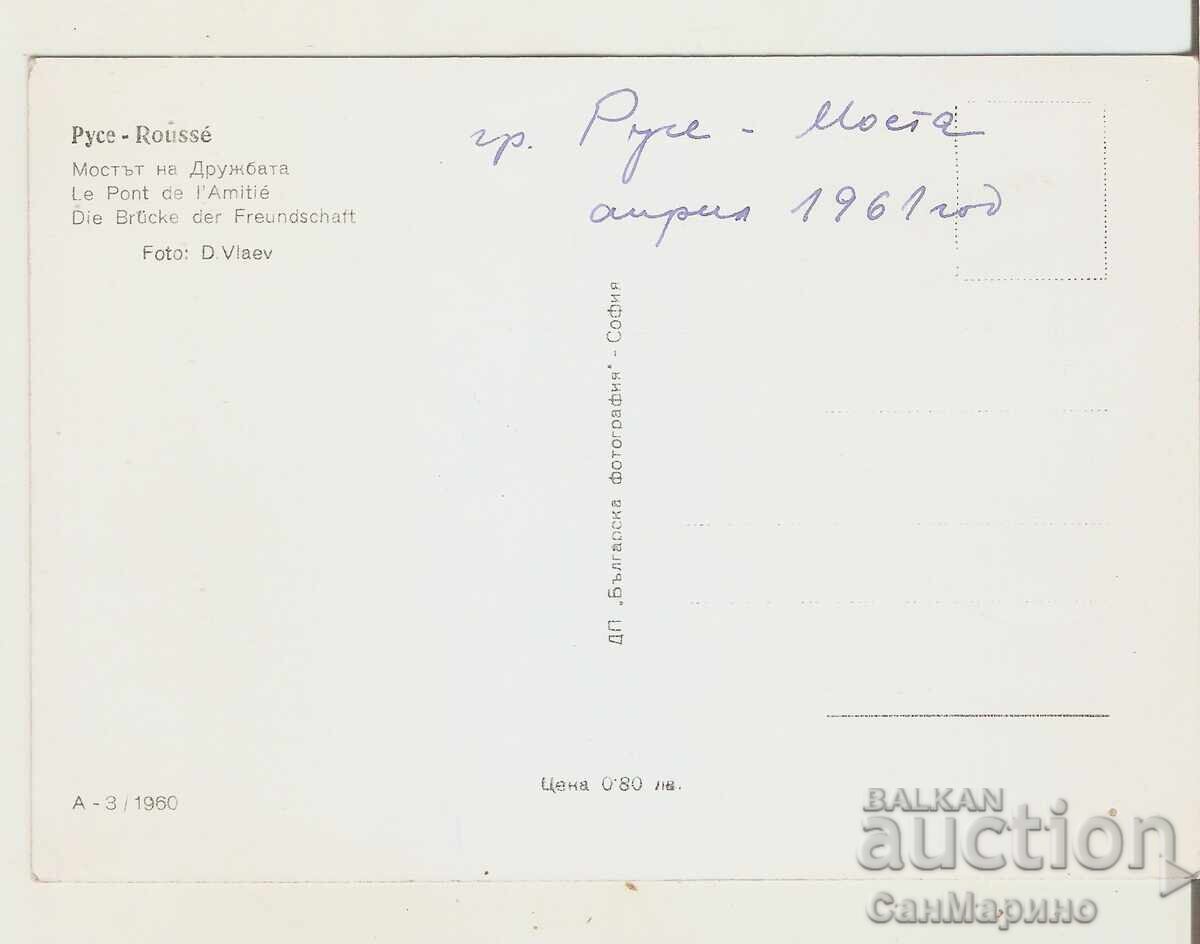 Русе - Roussé
Мостът на Дружбата
Le Pont de l'Amitié
Die Brücke der Freundschaft
Foto: D. Vlaev
гр. Русе - Моста
април 1961 год
ДП „Българска фотография" - София
Цена 0·80 лв.
А - 3 / 1960
BALKAN
auction
СанМарино